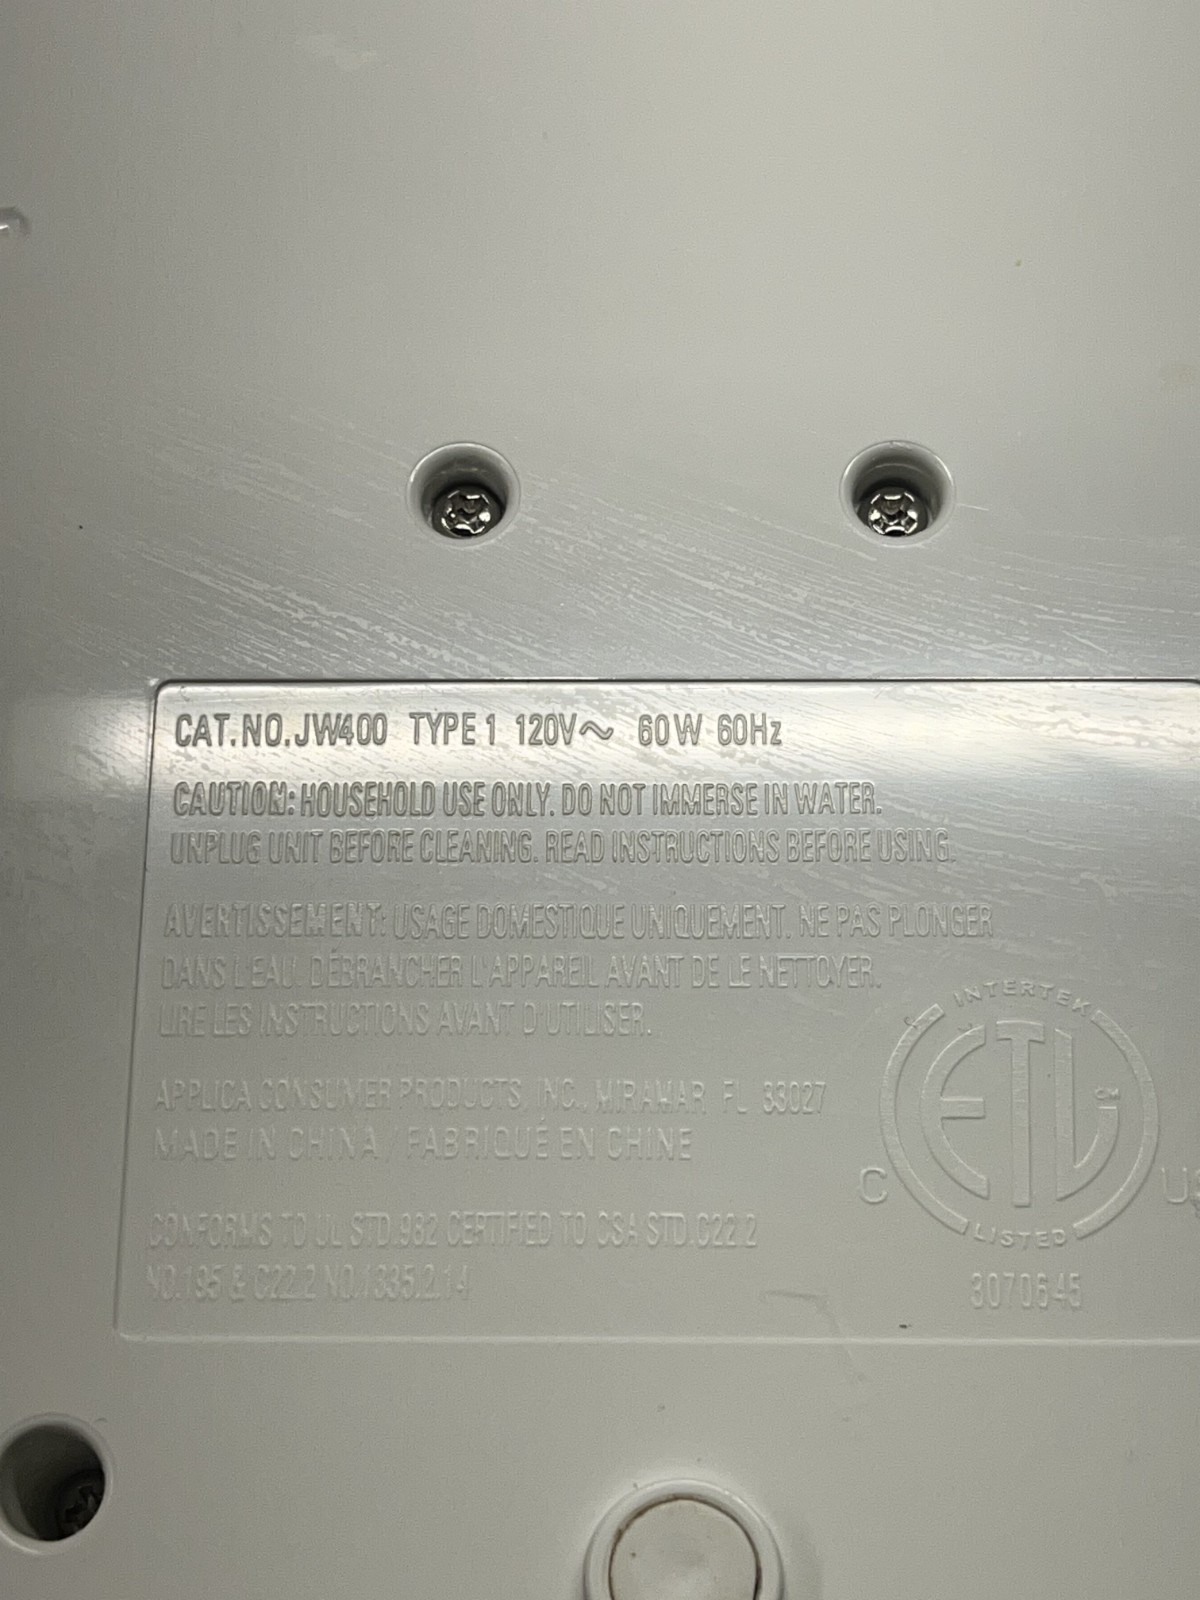 CAT.NO.JW400 TYPE 1 120V~ 60W 60Hz
CAUTION: HOUSEHOLD USE ONLY. DO NOT IMMERSE IN WATER.
UNPLUG UNIT BEFORE CLEANING. READ INSTRUCTIONS BEFORE USING.
AVERTISSEMENT: USAGE DOMESTIQUE UNIQUEMENT. NE PAS PLONGER
DANS L'EAU. DÉBRANCHER L'APPAREIL AVANT DE LE NETTOYER.
LIRE LES INSTRUCTIONS AVANT D'UTILISER.
APPLICA CONSUMER PRODUCTS, INC., MIRAMAR FL 33027
MADE IN CHINA / FABRIQUÉ EN CHINE
CONFORMS TO UL STD.982 CERTIFIED TO CSA STD.C22.2
NO.195 & C22.2 NO.1335.2.14
INTERTEK
ETL
C US
LISTED
3070645